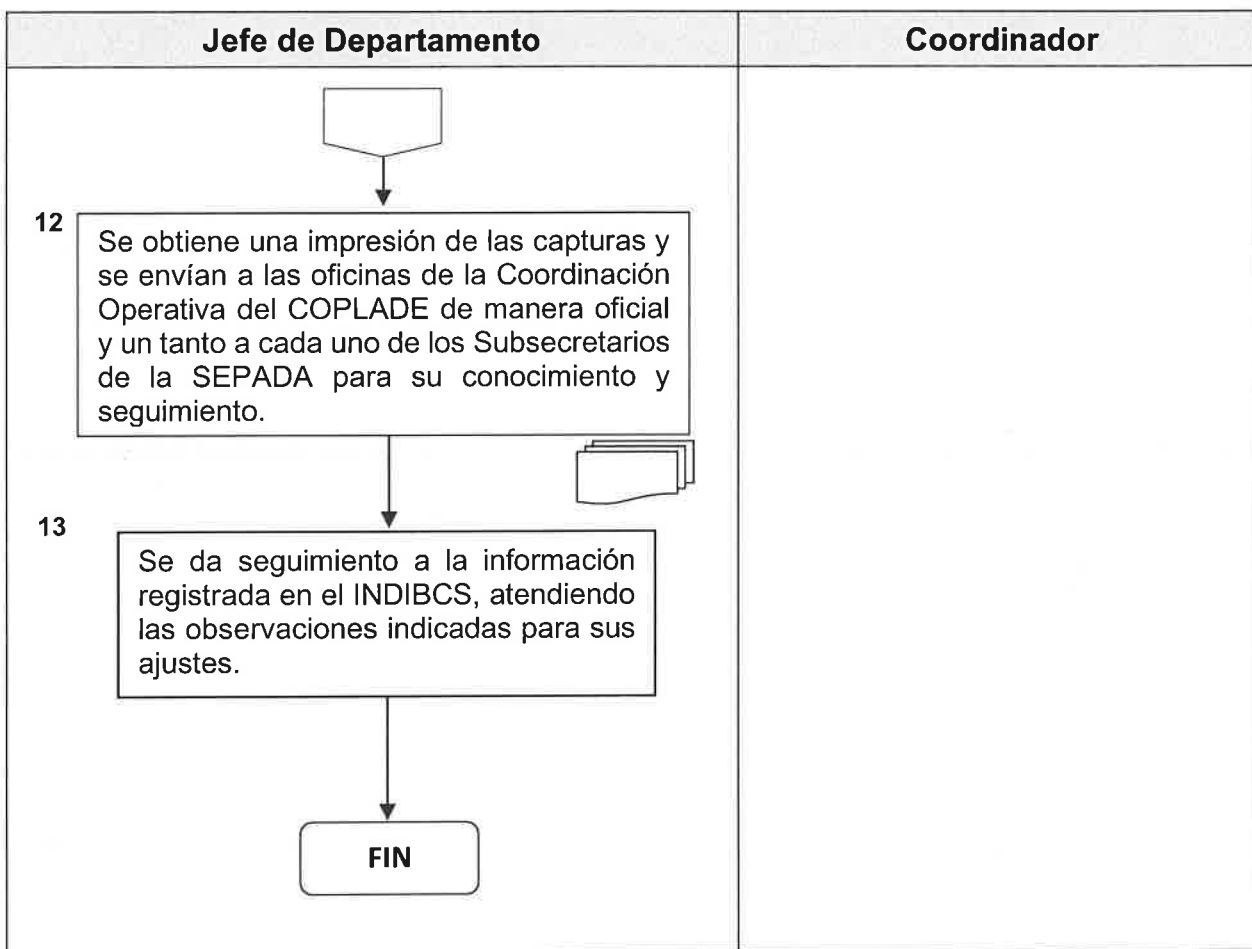 Jefe de Departamento
Coordinador
12
Se obtiene una impresión de las capturas y
se envían a las oficinas de la Coordinación
Operativa del COPLADE de manera oficial
y un tanto a cada uno de los Subsecretarios
de la SEPADA para su conocimiento y
seguimiento.
13
Se da seguimiento a la información
registrada en el INDIBCS, atendiendo
las observaciones indicadas para sus
ajustes.
FIN